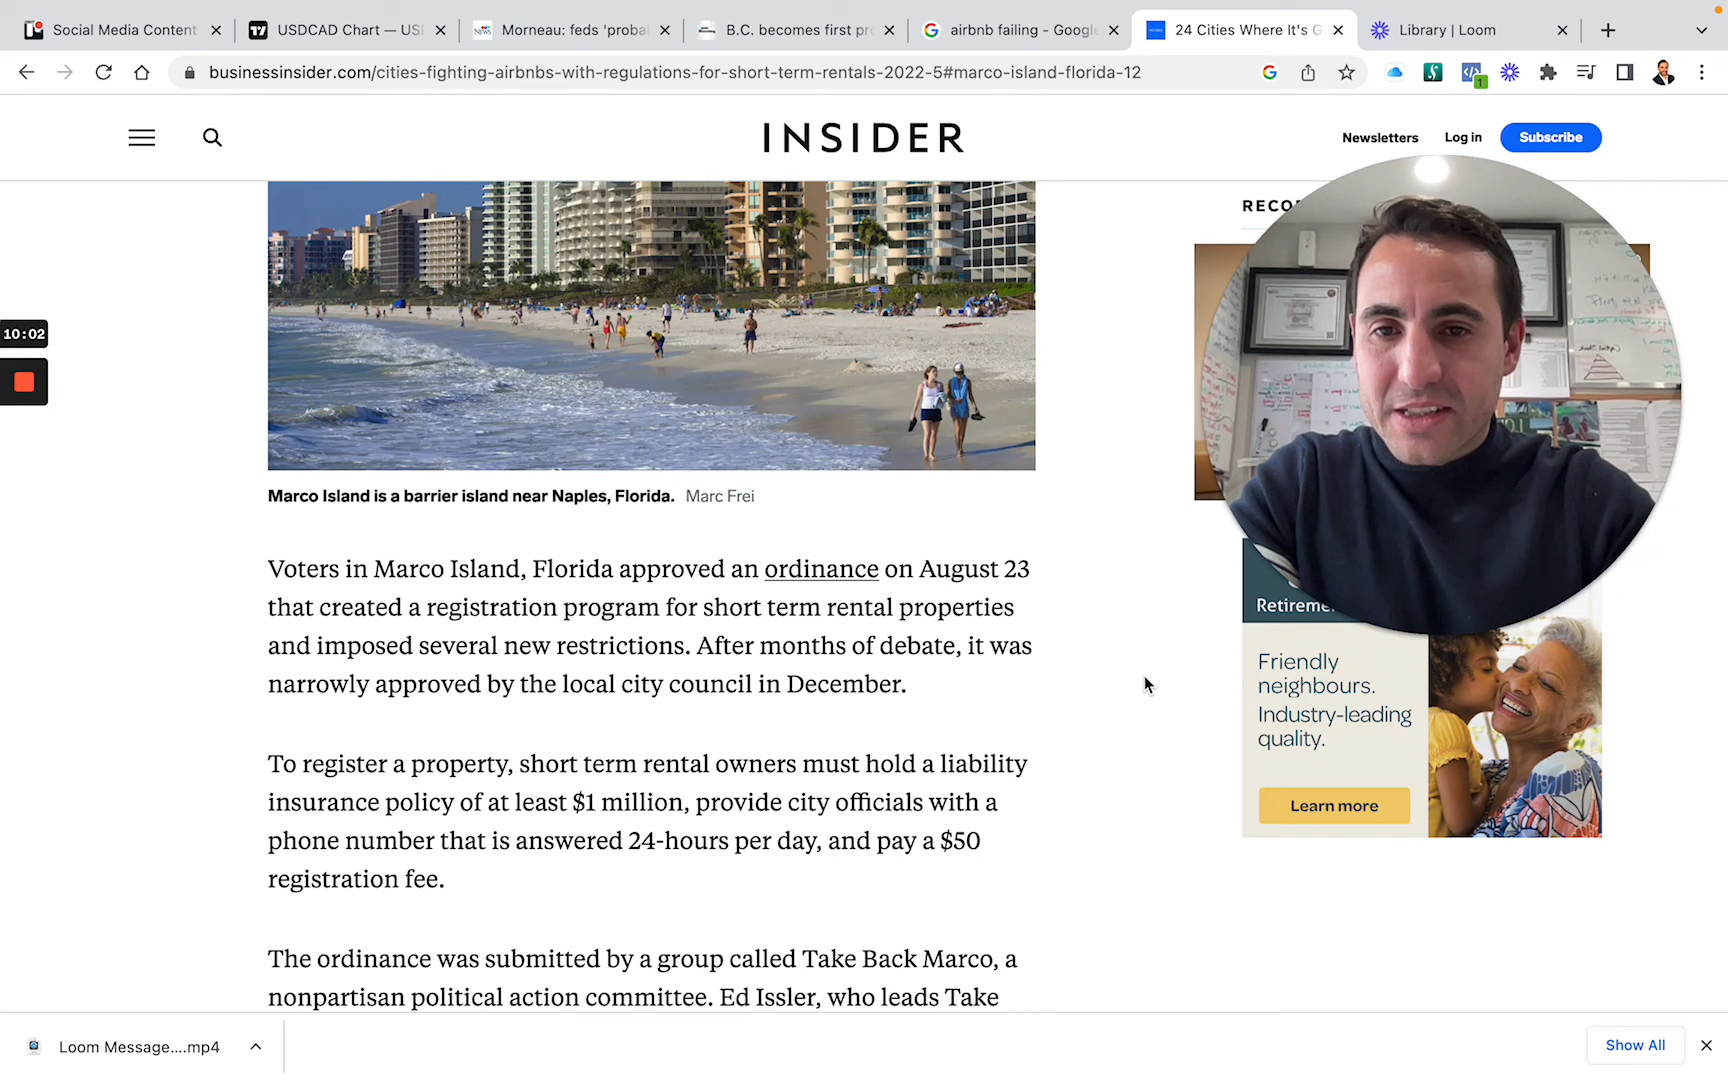 Social Media Content
USDCAD Chart — US
Morneau: feds 'proba
B.C. becomes first pr
airbnb failing - Google
24 Cities Where It's G
Library | Loom
businessinsider.com/cities-fighting-airbnbs-with-regulations-for-short-term-rentals-2022-5#marco-island-florida-12
1
INSIDER
Newsletters
Log in
Subscribe
10:02
Marco Island is a barrier island near Naples, Florida. Marc Frei
Voters in Marco Island, Florida approved an ordinance on August 23
that created a registration program for short term rental properties
and imposed several new restrictions. After months of debate, it was
narrowly approved by the local city council in December.
To register a property, short term rental owners must hold a liability
insurance policy of at least $1 million, provide city officials with a
phone number that is answered 24-hours per day, and pay a $50
registration fee.
The ordinance was submitted by a group called Take Back Marco, a
nonpartisan political action committee. Ed Issler, who leads Take
RECO
Retireme
Friendly
neighbours.
Industry-leading
quality.
Learn more
Loom Message....mp4
Show All